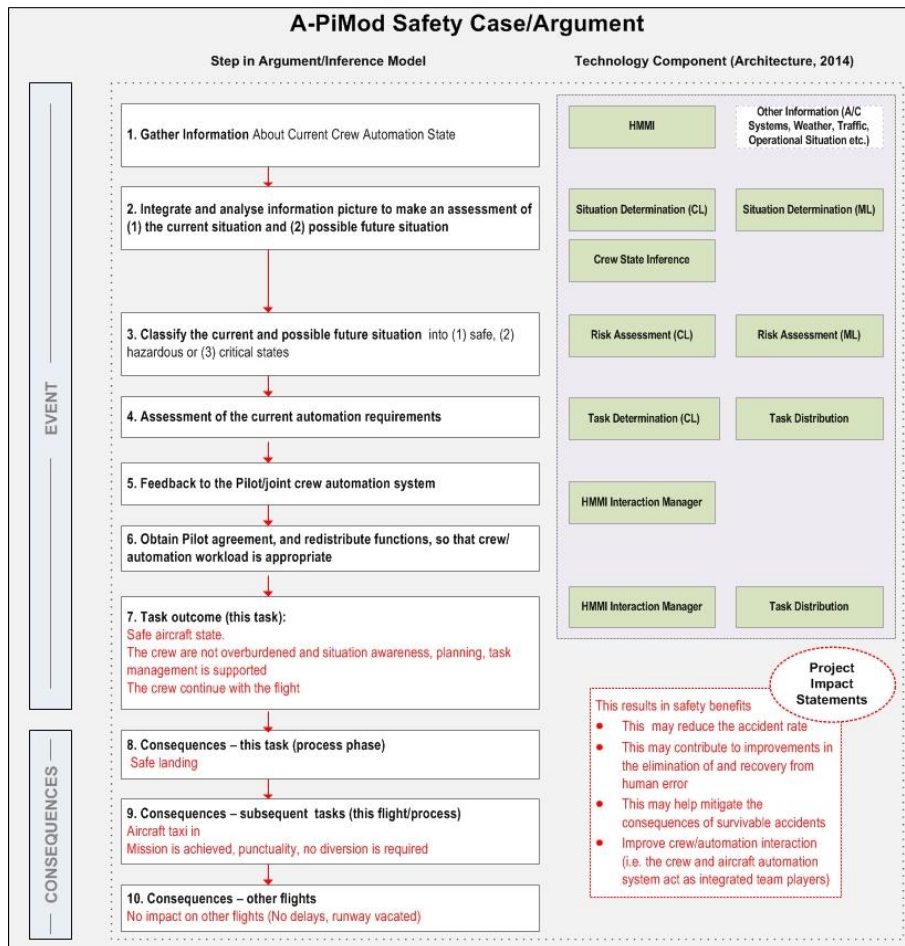 A-PiMod Safety Case/Argument
Step in Argument/Inference Model
Technology Component (Architecture, 2014)
EVENT
1. Gather Information About Current Crew Automation State
HMMI
Other Information (A/C
Systems, Weather, Traffic,
Operational Situation etc.)
2. Integrate and analyse information picture to make an assessment of
(1) the current situation and (2) possible future situation
Situation Determination (CL)
Situation Determination (ML)
Crew State Inference
3. Classify the current and possible future situation into (1) safe, (2)
hazardous or (3) critical states
Risk Assessment (CL)
Risk Assessment (ML)
4. Assessment of the current automation requirements
Task Determination (CL)
Task Distribution
5. Feedback to the Pilot/joint crew automation system
HMMI Interaction Manager
6. Obtain Pilot agreement, and redistribute functions, so that crew/
automation workload is appropriate
7. Task outcome (this task):
Safe aircraft state.
The crew are not overburdened and situation awareness, planning, task
management is supported
The crew continue with the flight
HMMI Interaction Manager
Task Distribution
Project
Impact
Statements
CONSEQUENCES
8. Consequences – this task (process phase)
Safe landing
9. Consequences – subsequent tasks (this flight/process)
Aircraft taxi in
Mission is achieved, punctuality, no diversion is required
10. Consequences – other flights
No impact on other flights (No delays, runway vacated)
This results in safety benefits
● This may reduce the accident rate
● This may contribute to improvements in
the elimination of and recovery from
human error
● This may help mitigate the
consequences of survivable accidents
● Improve crew/automation interaction
(i.e. the crew and aircraft automation
system act as integrated team players)